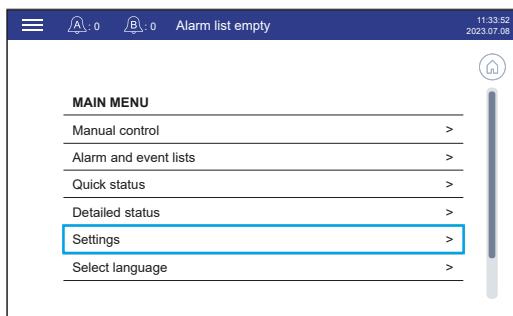 A : 0 B : 0 Alarm list empty 11:33:52
2023.07.08
MAIN MENU
Manual control >
Alarm and event lists >
Quick status >
Detailed status >
Settings >
Select language >